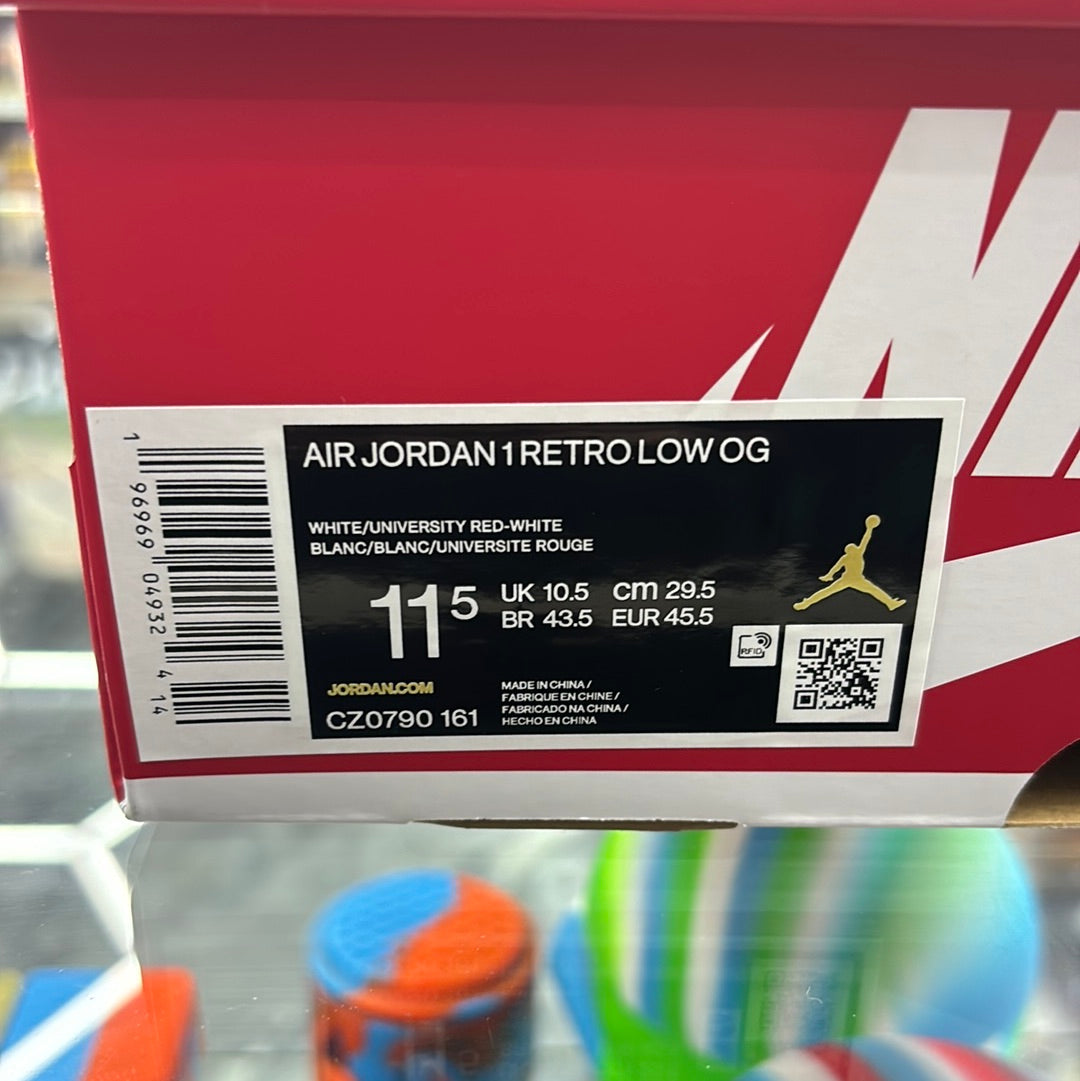 AIR JORDAN 1 RETRO LOW OG
WHITE/UNIVERSITY RED-WHITE
BLANC/BLANC/UNIVERSITE ROUGE
11 5
UK 10.5 cm 29.5
BR 43.5 EUR 45.5
RFID
JORDAN.COM
CZ0790 161
MADE IN CHINA /
FABRIQUE EN CHINE /
FABRICADO NA CHINA /
HECHO EN CHINA
1 96969 04932 4 14